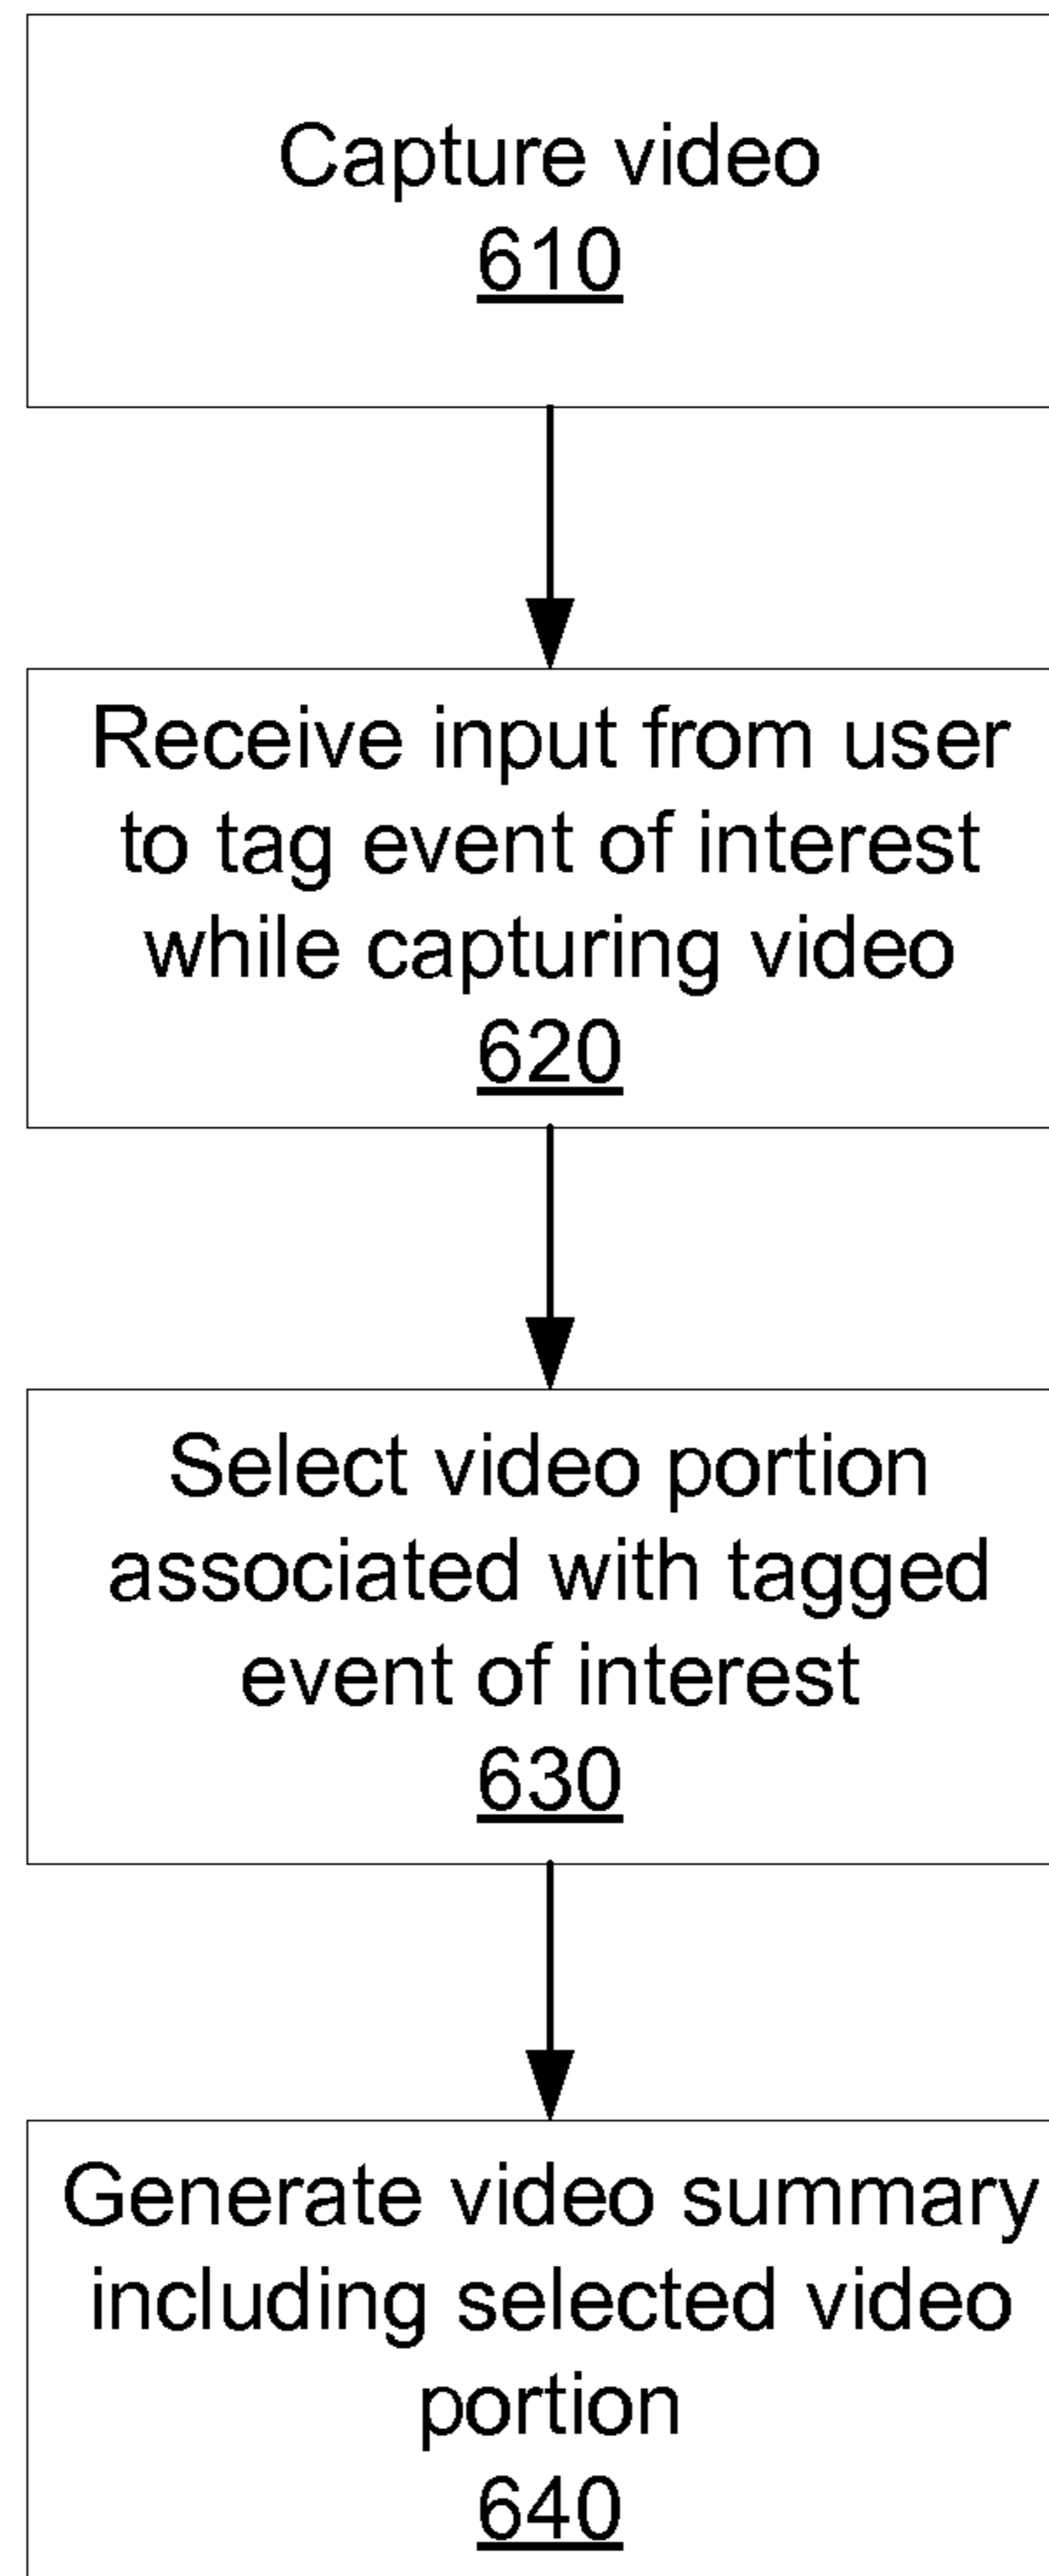 Capture video
610
Receive input from user
to tag event of interest
while capturing video
620
Select video portion
associated with tagged
event of interest
630
Generate video summary
including selected video
portion
640